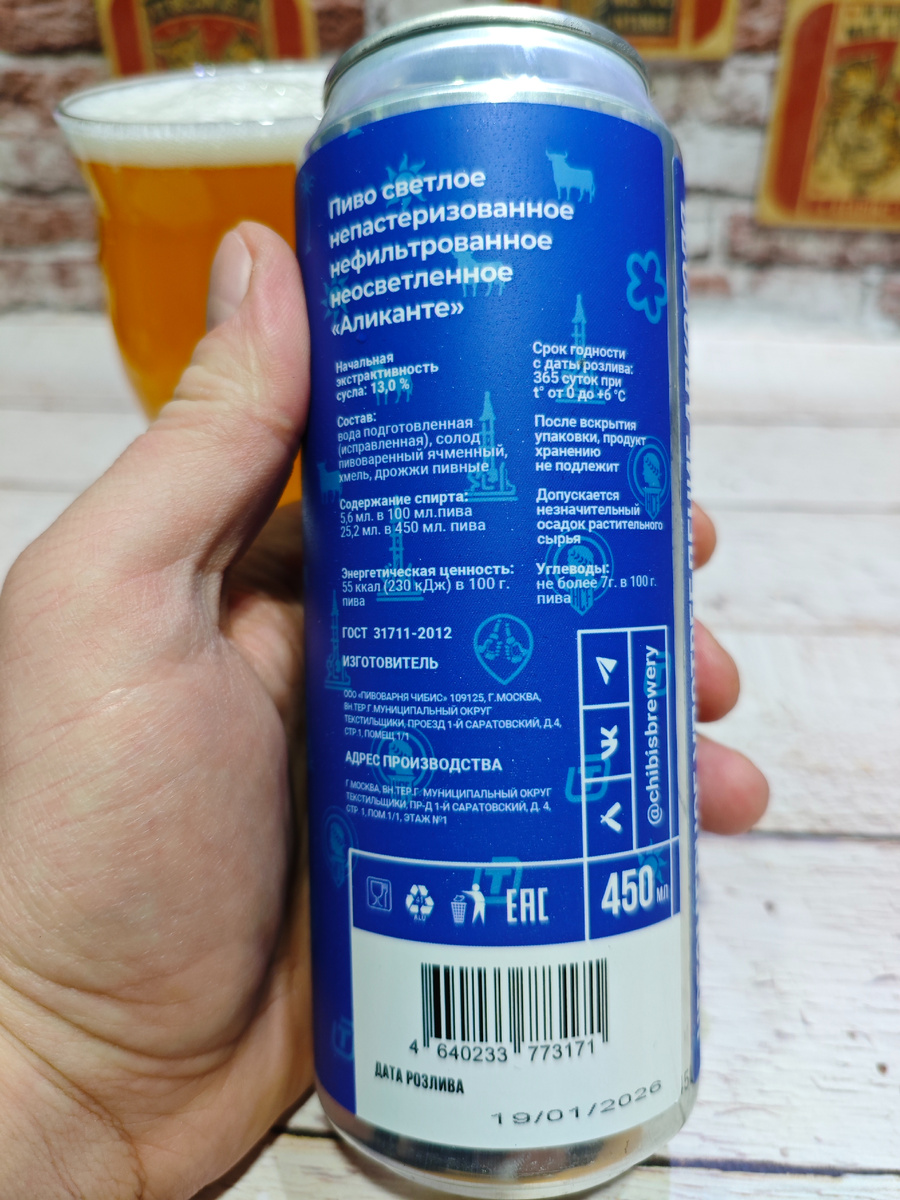 Пиво светлое
непастеризованное
нефильтрованное
неосветленное
«Аликанте»
Начальная
экстрактивность
сусла: 13,0 %
Состав:
вода подготовленная
(исправленная), солод
пивоваренный ячменный,
хмель, дрожжи пивные
Содержание спирта:
5,6 мл. в 100 мл.пива
25,2 мл. в 450 мл. пива
Энергетическая ценность:
55 ккал (230 кДж) в 100 г.
пива
Срок годности
с даты розлива:
365 суток при
t° от 0 до +6 °С
После вскрытия
упаковки, продукт
хранению
не подлежит
Допускается
незначительный
осадок растительного
сырья
Углеводы:
не более 7г. в 100 г.
пива
ГОСТ 31711-2012
ИЗГОТОВИТЕЛЬ
ООО «ПИВОВАРНЯ ЧИБИС» 109125, Г.МОСКВА,
ВН.ТЕР.Г.МУНИЦИПАЛЬНЫЙ ОКРУГ
ТЕКСТИЛЬЩИКИ, ПРОЕЗД 1-Й САРАТОВСКИЙ, Д.4,
СТР.1, ПОМЕЩ.1/1
АДРЕС ПРОИЗВОДСТВА
Г.МОСКВА, ВН.ТЕР.Г. МУНИЦИПАЛЬНЫЙ ОКРУГ
ТЕКСТИЛЬЩИКИ, ПР-Д 1-Й САРАТОВСКИЙ, Д. 4,
СТР. 1, ПОМ.1/1, ЭТАЖ №1
@chibisbrewery
41
ALU
EAC
450 мл
4 640233 773171
ДАТА РОЗЛИВА
19/01/2026